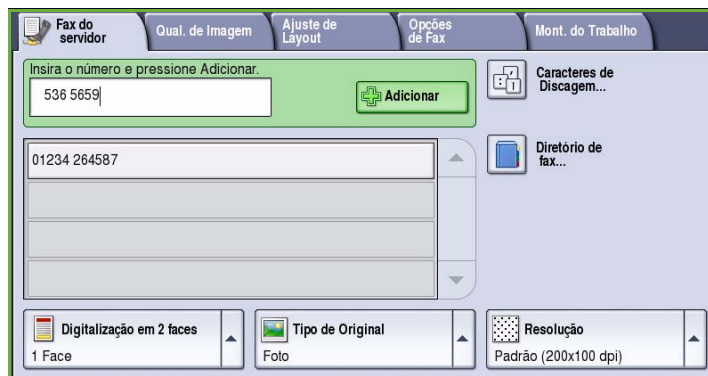 Fax do
servidor
Qual. de Imagem
Ajuste de
Layout
Opções
de Fax
Mont. do Trabalho
Insira o número e pressione Adicionar.
536 5659
Adicionar
Caracteres de
Discagem...
01234 264587
Diretório de
fax...
Digitalização em 2 faces
1 Face
Tipo de Original
Foto
Resolução
Padrão (200x100 dpi)